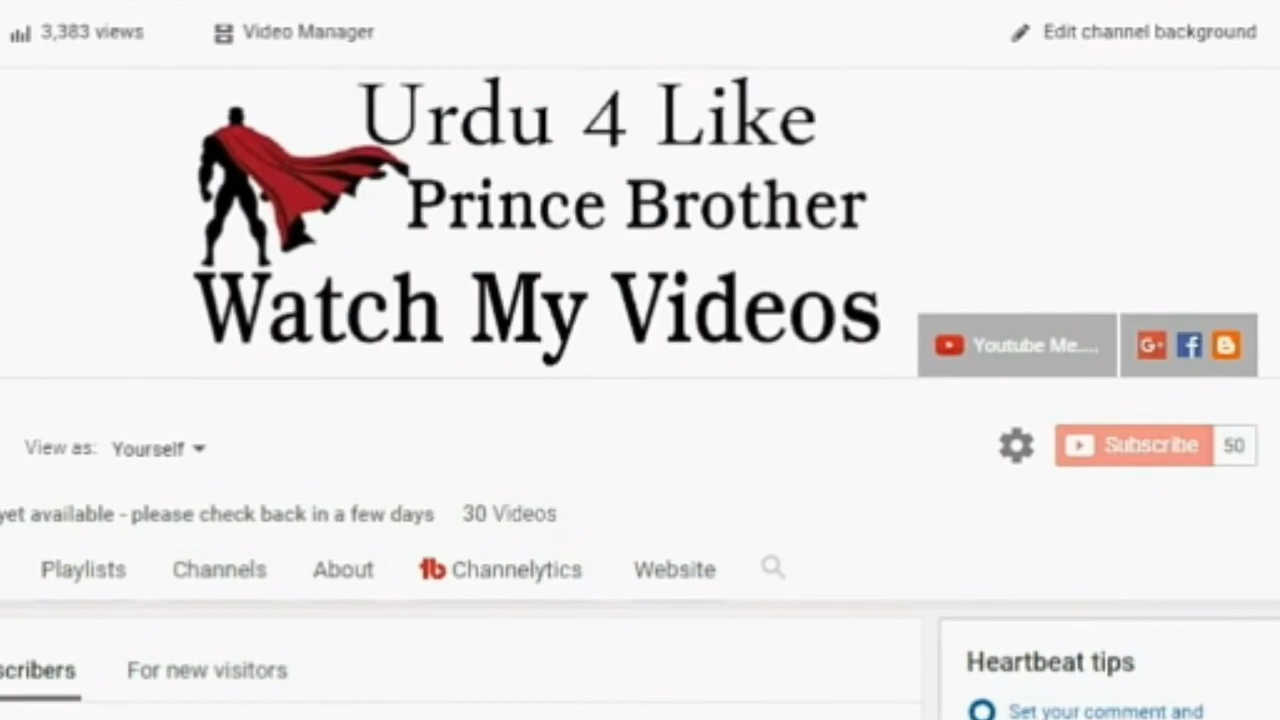 3,383 views Video Manager Edit channel background
Urdu 4 Like
Prince Brother
Watch My Videos
Youtube Me....
G+ f B
View as: Yourself Subscribe 50
yet available - please check back in a few days 30 Videos
Playlists Channels About tb Channelytics Website
scribers For new visitors
Heartbeat tips
Set your comment and